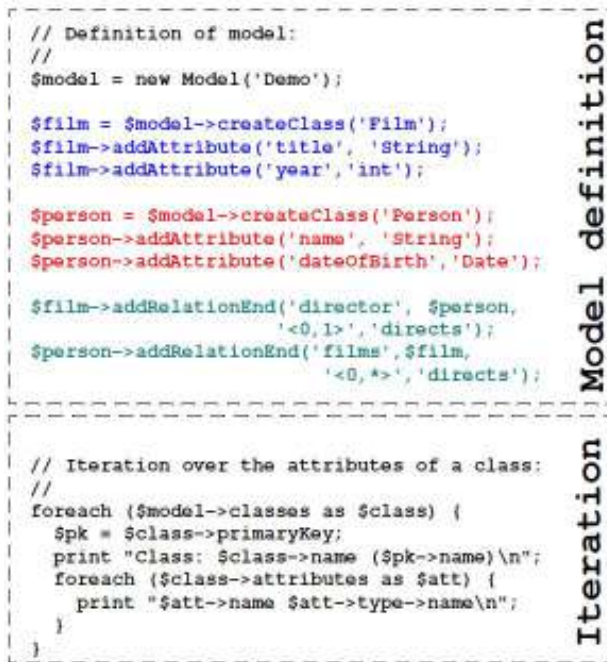 // Definition of model:
//
$model = new Model('Demo');
$film = $model->createClass('Film');
$film->addAttribute('title', 'String');
$film->addAttribute('year','int');
$person = $model->createClass('Person');
$person->addAttribute('name', 'String');
$person->addAttribute('dateOfBirth','Date');
$film->addRelationEnd('director', $person,
'<0,1>','directs');
$person->addRelationEnd('films',$film,
'<0,*>','directs');
Model definition
// Iteration over the attributes of a class:
//
foreach ($model->classes as $class) {
$pk = $class->primaryKey;
print "Class: $class->name ($pk->name)\n";
foreach ($class->attributes as $att) {
print "$att->name $att->type->name\n";
}
}
Iteration